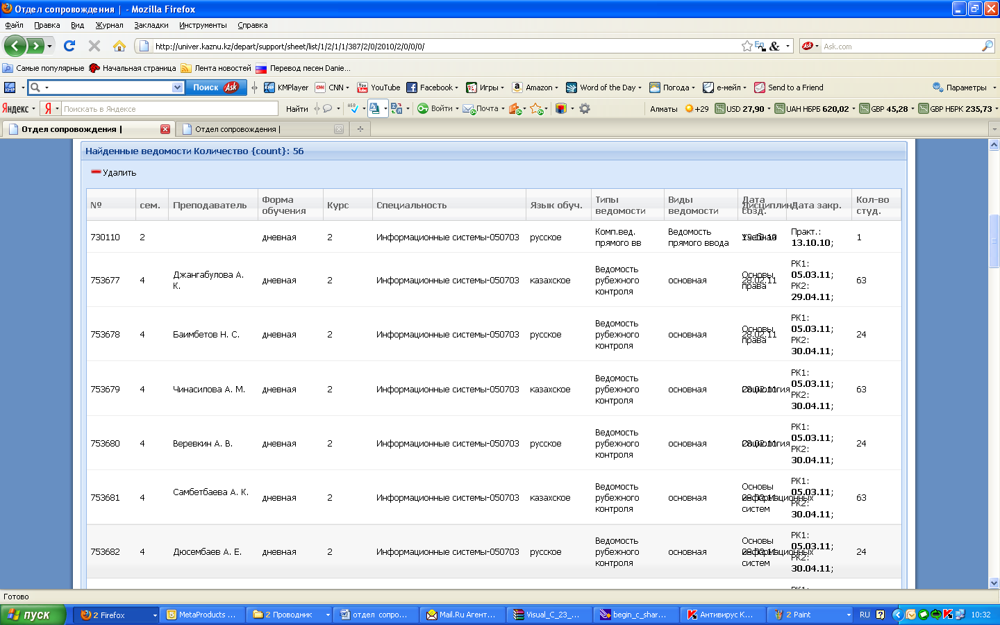 Отдел сопровождения | - Mozilla Firefox
Файл Правка Вид Журнал Закладки Инструменты Справка
http://univer.kaznu.kz/depart/support/sheet/list/1/2/1/1/387/2/0/2010/2/0/0/0/ Ask Ask.com
Самые популярные Начальная страница Лента новостей Перевод песен Danie...
KMP Поиск Ask KMPlayer CNN YouTube Facebook Игры Amazon Word of the Day Погода е-мейл Send to a Friend Параметры
Яндекс Я Поискать в Яндексе Найти Войти Почта Алматы +29 USD 27,90 UAH НБРБ 620,02 GBP 45,28 GBP НБРК 235,73
Отдел сопровождения | Отдел сопровождения |
Найденные ведомости Количество {count}: 56
Удалить
№ сем. Преподаватель Форма обучения Курс Специальность Язык обуч. Типы ведомости Виды ведомости Дата созд. Дисциплина Дата закр. Кол-во студ.
730110 2 дневная 2 Информационные системы-050703 русское Комп.вед. прямого вв Ведомость прямого ввода Практ.: 13.10.10; 1
753677 4 Джангабулова А. К. дневная 2 Информационные системы-050703 казахское Ведомость рубежного контроля основная Основы права 28.02.11 РК1: 05.03.11; РК2: 29.04.11; 63
753678 4 Баимбетов Н. С. дневная 2 Информационные системы-050703 русское Ведомость рубежного контроля основная Основы права 28.02.11 РК1: 05.03.11; РК2: 30.04.11; 24
753679 4 Чинасилова А. М. дневная 2 Информационные системы-050703 казахское Ведомость рубежного контроля основная Социология 28.02.11 РК1: 05.03.11; РК2: 30.04.11; 63
753680 4 Веревкин А. В. дневная 2 Информационные системы-050703 русское Ведомость рубежного контроля основная Социология 28.02.11 РК1: 05.03.11; РК2: 30.04.11; 24
753681 4 Самбетбаева А. К. дневная 2 Информационные системы-050703 казахское Ведомость рубежного контроля основная Основы информационных систем РК1: 05.03.11; РК2: 30.04.11; 63
753682 4 Дюсембаев А. Е. дневная 2 Информационные системы-050703 русское Ведомость рубежного контроля основная Основы информационных систем РК1: 05.03.11; РК2: 30.04.11; 24
Готово
пуск 2 Firefox MetaProducts ... 2 Проводник отдел сопро... Mail.Ru Агент... Visual_C_23_... begin_c_shar... Антивирус К... 2 Paint RU 10:32